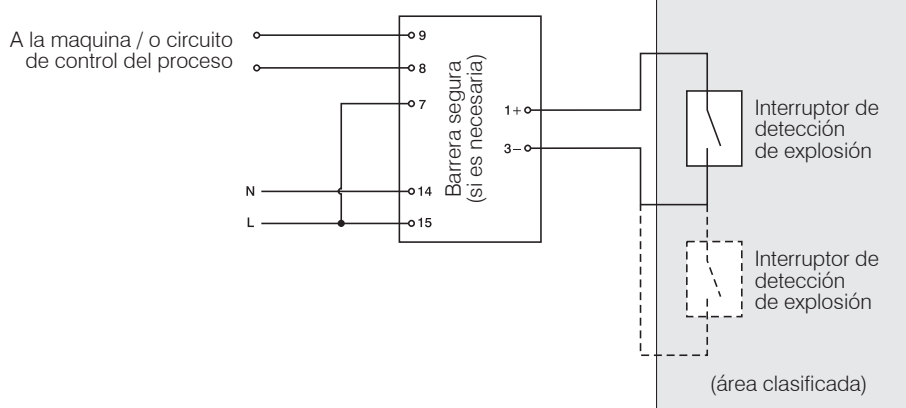 A la maquina / o circuito
de control del proceso
9
8
7
N
14
L
15
Barrera segura
(si es necesaria)
1+
3−
Interruptor de
detección
de explosión
Interruptor de
detección
de explosión
(área clasificada)